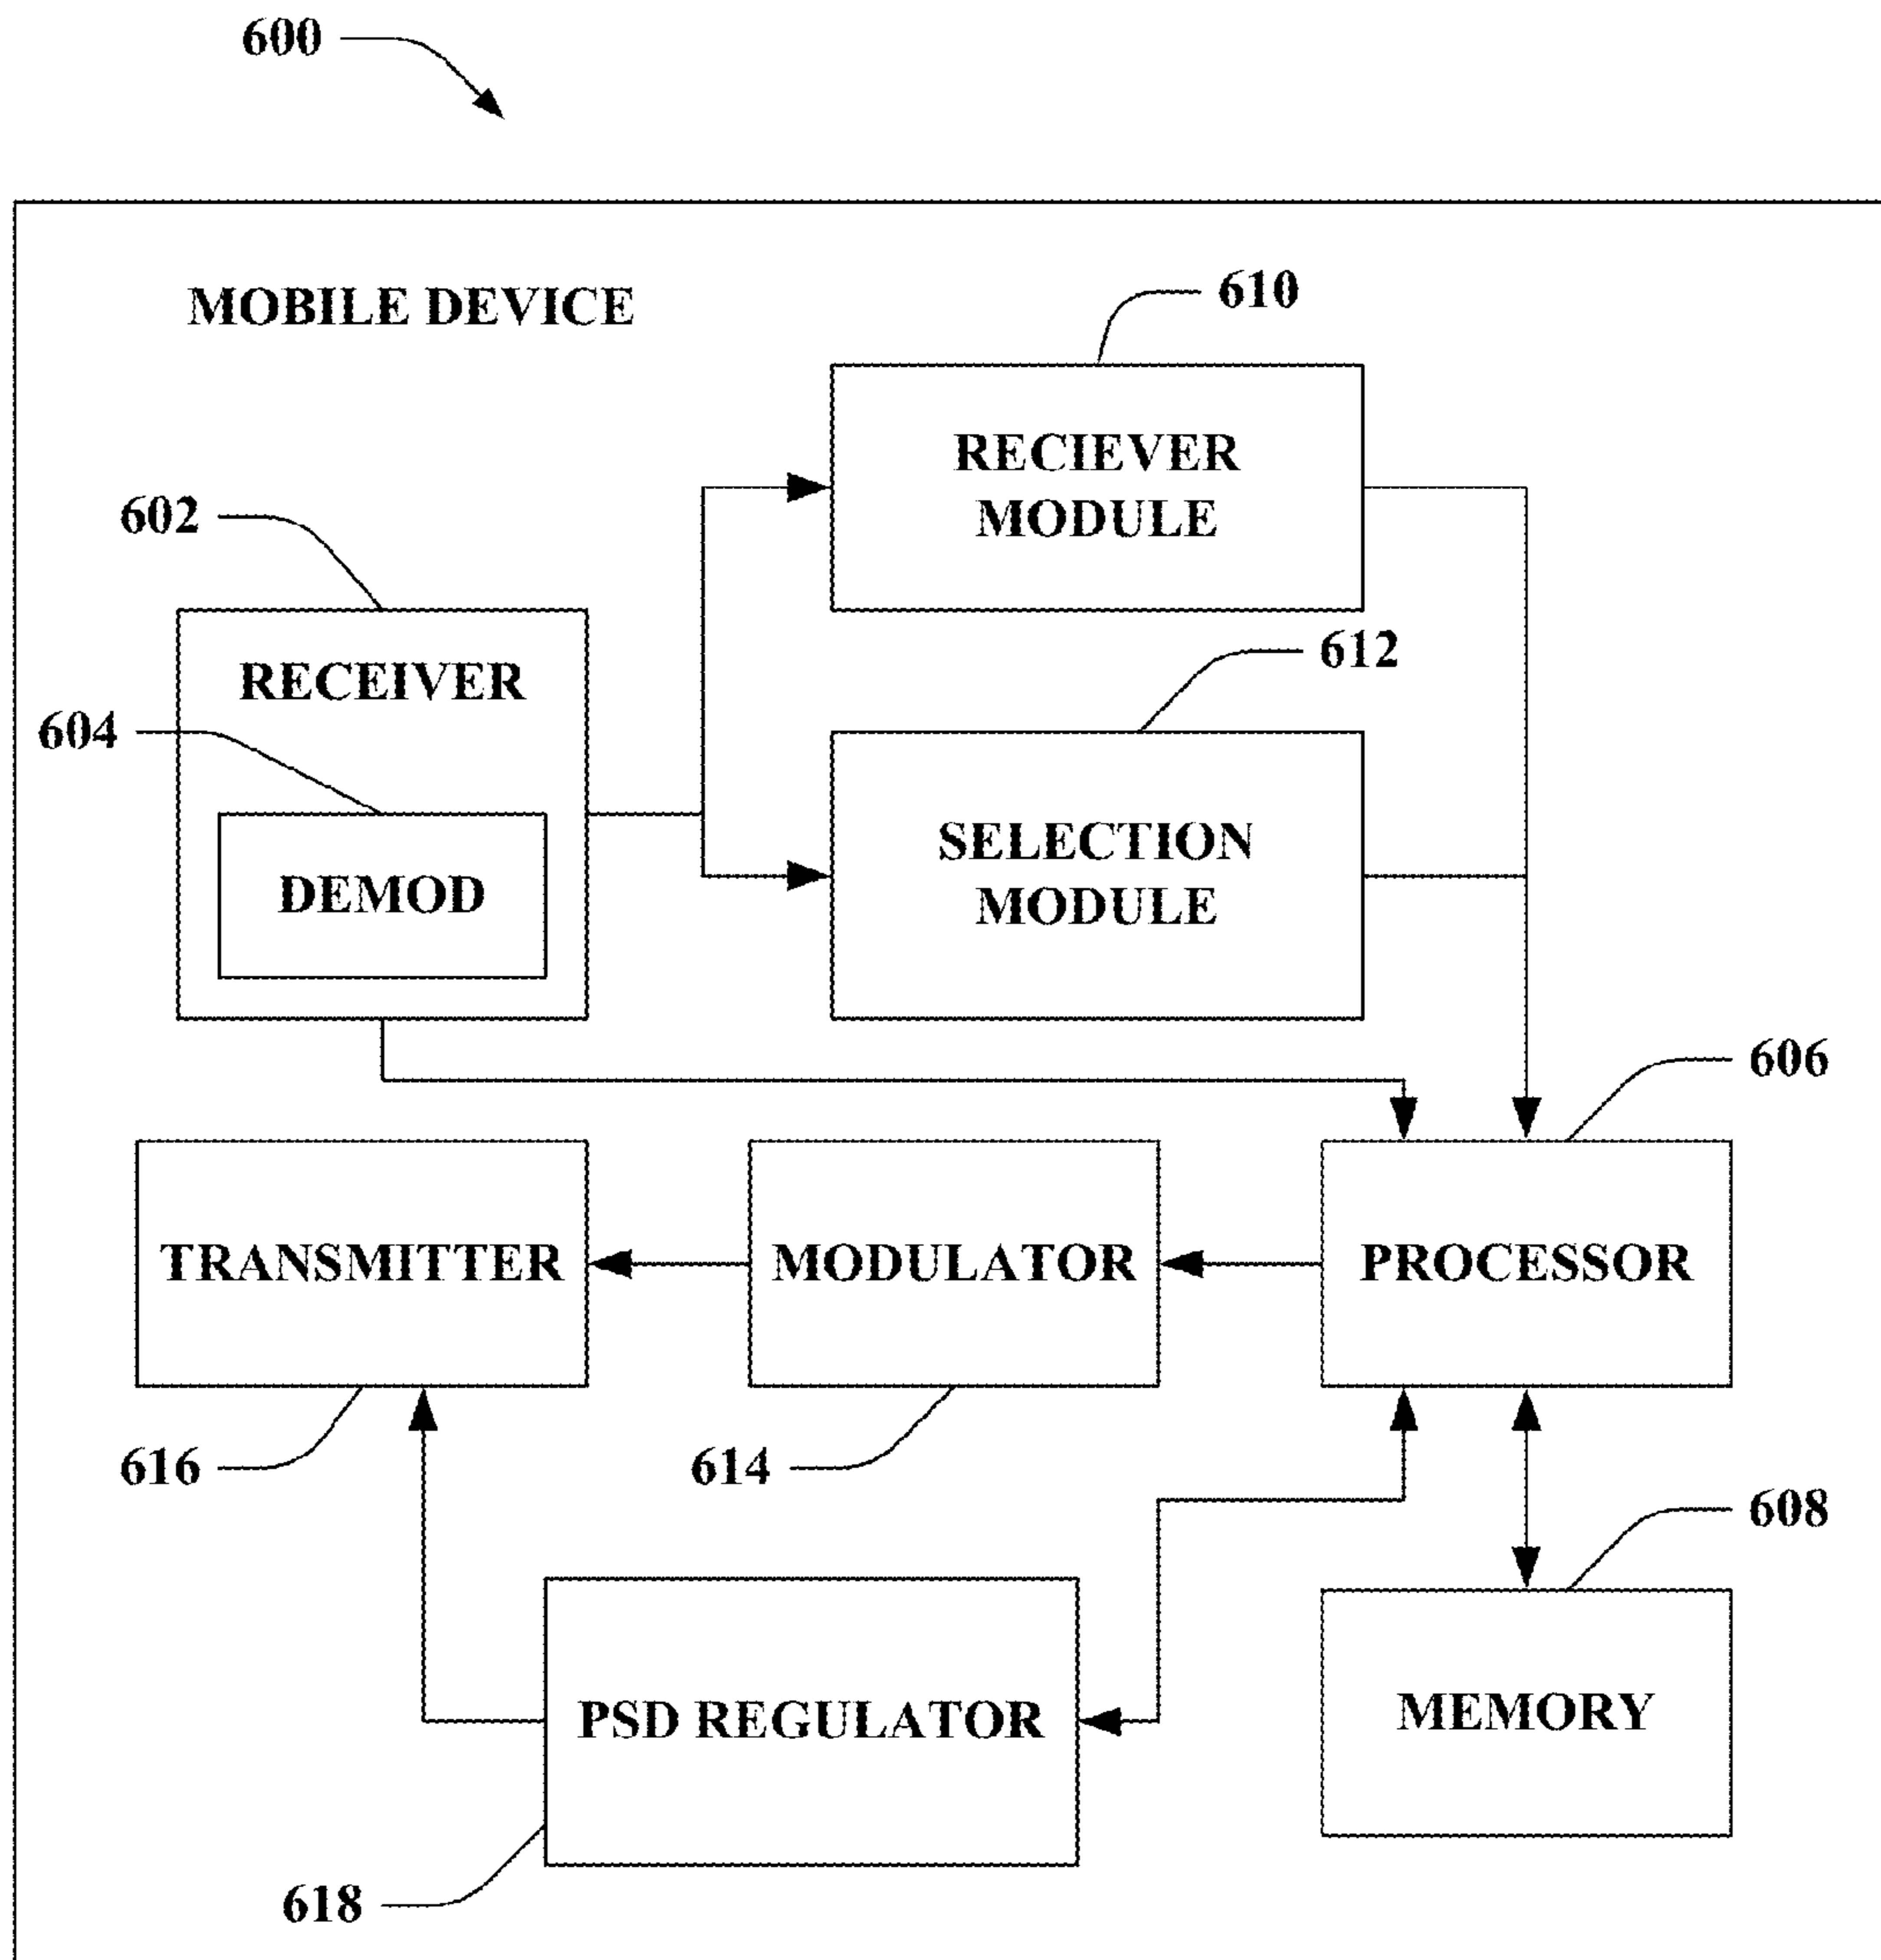 600
MOBILE DEVICE
610
RECIEVER
MODULE
602
RECEIVER
612
604
DEMOD
SELECTION
MODULE
606
TRANSMITTER
MODULATOR
PROCESSOR
616
614
608
PSD REGULATOR
MEMORY
618